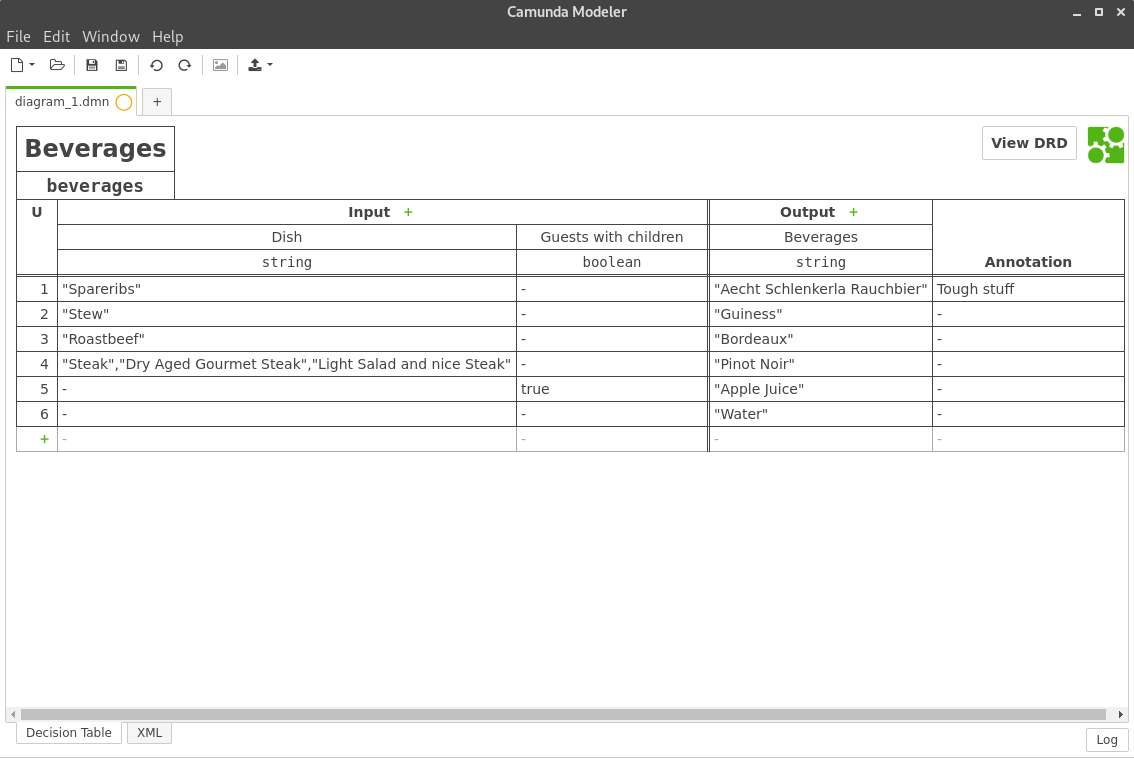 Camunda Modeler
File Edit Window Help
diagram_1.dmn +
Beverages
View DRD
beverages
U Input + Output +
Dish Guests with children Beverages
string boolean string Annotation
1 "Spareribs" - "Aecht Schlenkerla Rauchbier" Tough stuff
2 "Stew" - "Guiness" -
3 "Roastbeef" - "Bordeaux" -
4 "Steak","Dry Aged Gourmet Steak","Light Salad and nice Steak" - "Pinot Noir" -
5 - true "Apple Juice" -
6 - - "Water" -
+ - - - -
Decision Table XML
Log